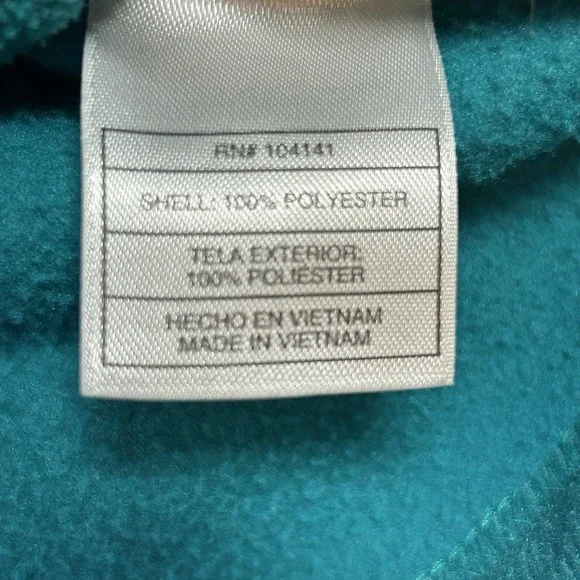 RN# 104141
SHELL: 100% POLYESTER
TELA EXTERIOR:
100% POLIESTER
HECHO EN VIETNAM
MADE IN VIETNAM